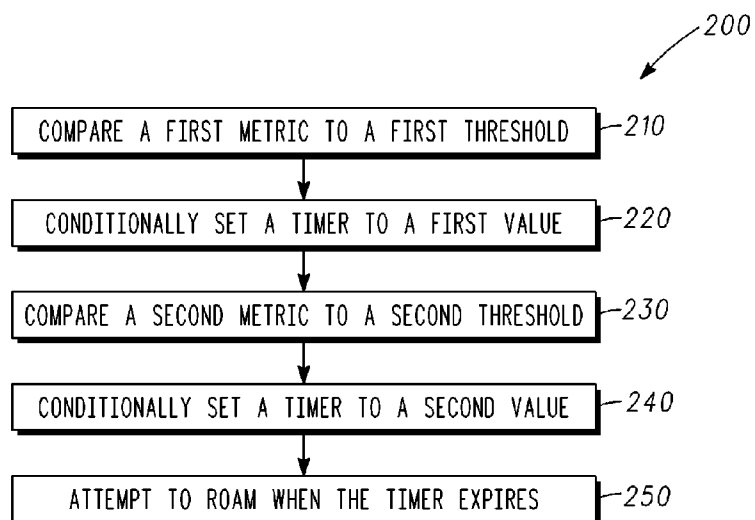 200
COMPARE A FIRST METRIC TO A FIRST THRESHOLD 210
CONDITIONALLY SET A TIMER TO A FIRST VALUE 220
COMPARE A SECOND METRIC TO A SECOND THRESHOLD 230
CONDITIONALLY SET A TIMER TO A SECOND VALUE 240
ATTEMPT TO ROAM WHEN THE TIMER EXPIRES 250